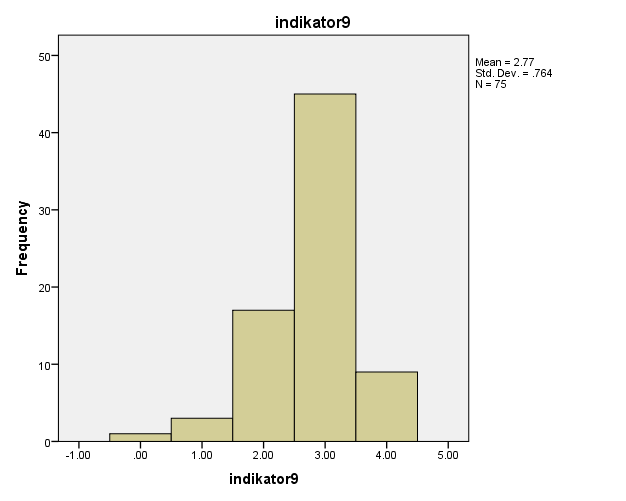 indikator9
Mean = 2.77
Std. Dev. = .764
N = 75
50
40
30
20
10
0
Frequency
-1.00 .00 1.00 2.00 3.00 4.00 5.00
indikator9